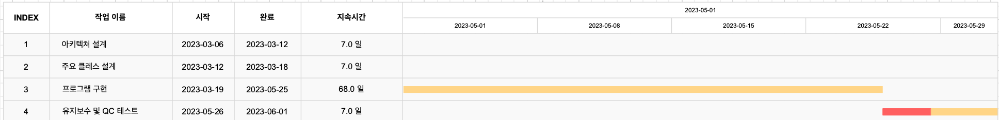 INDEX 작업 이름 시작 완료 지속시간 2023-05-01
2023-05-01 2023-05-08 2023-05-15 2023-05-22 2023-05-29
1 아키텍처 설계 2023-03-06 2023-03-12 7.0 일
2 주요 클레스 설계 2023-03-12 2023-03-18 7.0 일
3 프로그램 구현 2023-03-19 2023-05-25 68.0 일
4 유지보수 및 QC 테스트 2023-05-26 2023-06-01 7.0 일